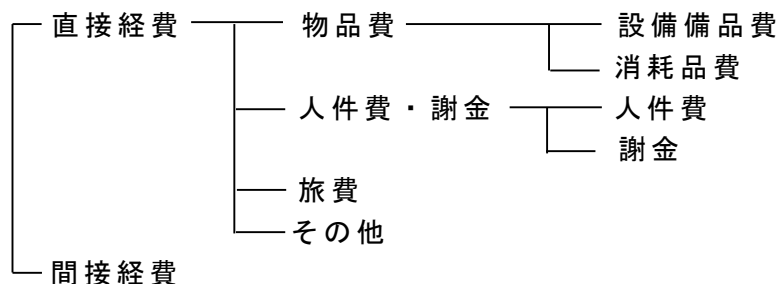 直接経費 物品費 設備備品費
消耗品費
人件費・謝金 人件費
謝金
旅費
その他
間接経費